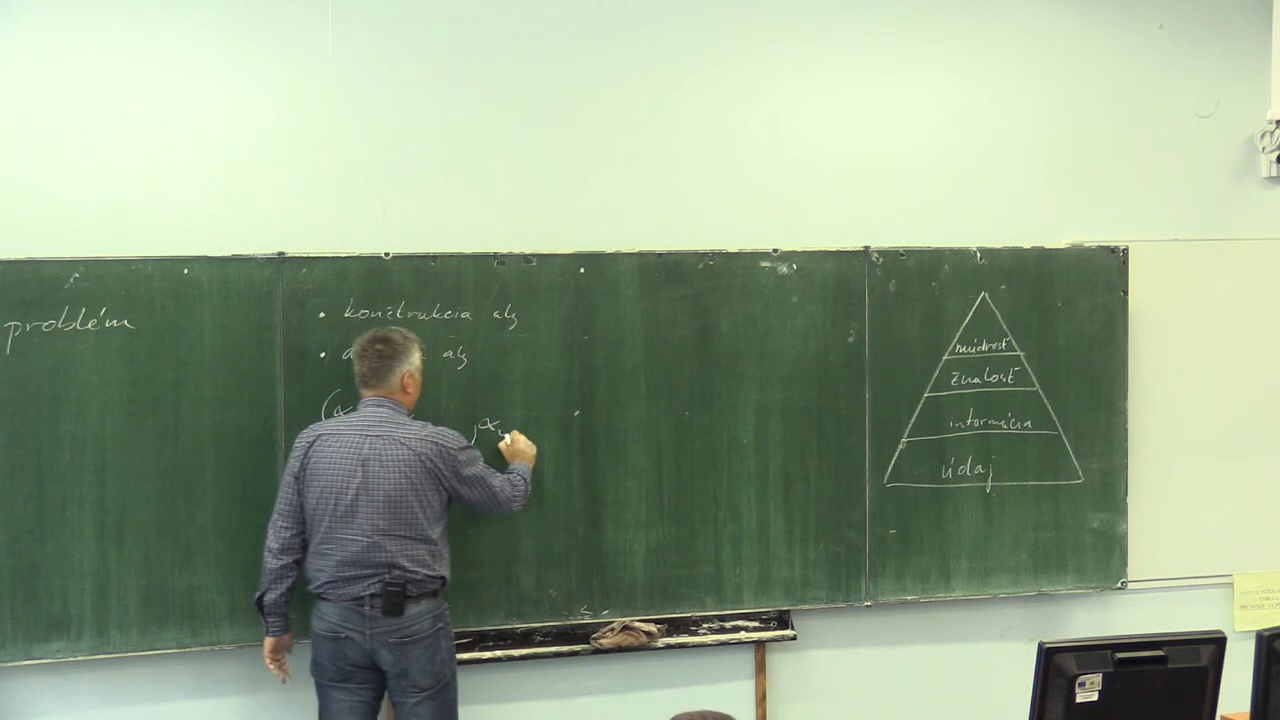 problém
• konštrukcia alg
• alg
(a
, a
múdrosť
znalosť
informácia
údaj